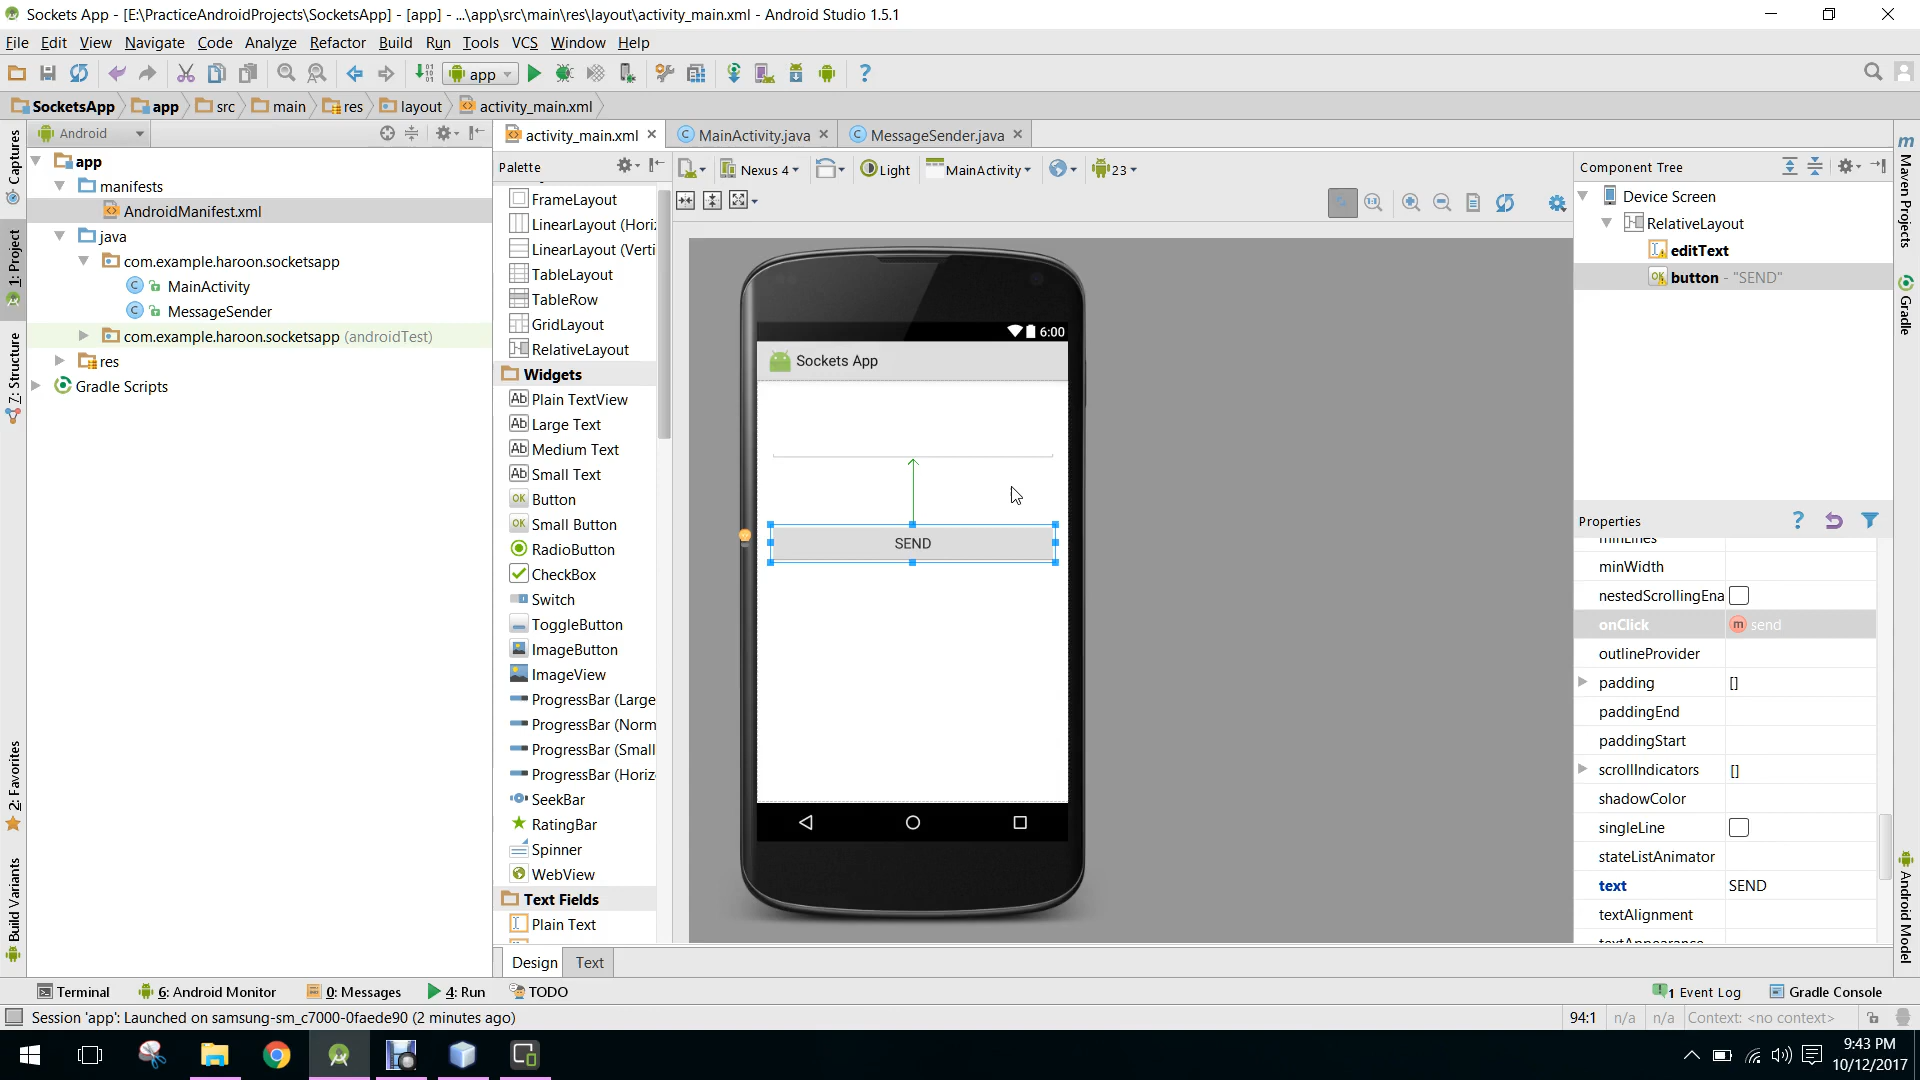 Sockets App - [E:\PracticeAndroidProjects\SocketsApp] - [app] - ...\app\src\main\res\layout\activity_main.xml - Android Studio 1.5.1
File Edit View Navigate Code Analyze Refactor Build Run Tools VCS Window Help
app
SocketsApp app src main res layout activity_main.xml
Captures
1: Project
7: Structure
2: Favorites
Build Variants
Android
app
manifests
AndroidManifest.xml
java
com.example.haroon.socketsapp
MainActivity
MessageSender
com.example.haroon.socketsapp (androidTest)
res
Gradle Scripts
activity_main.xml MainActivity.java MessageSender.java
Palette
FrameLayout
LinearLayout (Hori
LinearLayout (Verti
TableLayout
TableRow
GridLayout
RelativeLayout
Widgets
Plain TextView
Large Text
Medium Text
Small Text
Button
Small Button
RadioButton
CheckBox
Switch
ToggleButton
ImageButton
ImageView
ProgressBar (Large
ProgressBar (Norm
ProgressBar (Small
ProgressBar (Horiz
SeekBar
RatingBar
Spinner
WebView
Text Fields
Plain Text
Nexus 4 Light MainActivity 23
6:00
Sockets App
SEND
Design Text
Component Tree
Device Screen
RelativeLayout
editText
button - "SEND"
Properties
minLines
minWidth
nestedScrollingEna
onClick send
outlineProvider
padding []
paddingEnd
paddingStart
scrollIndicators []
shadowColor
singleLine
stateListAnimator
text SEND
textAlignment
textAppearance
Maven Projects
Gradle
Android Model
Terminal 6: Android Monitor 0: Messages 4: Run TODO 1 Event Log Gradle Console
Session 'app': Launched on samsung-sm_c7000-0faede90 (2 minutes ago) 94:1 n/a n/a Context: <no context>
9:43 PM
10/12/2017